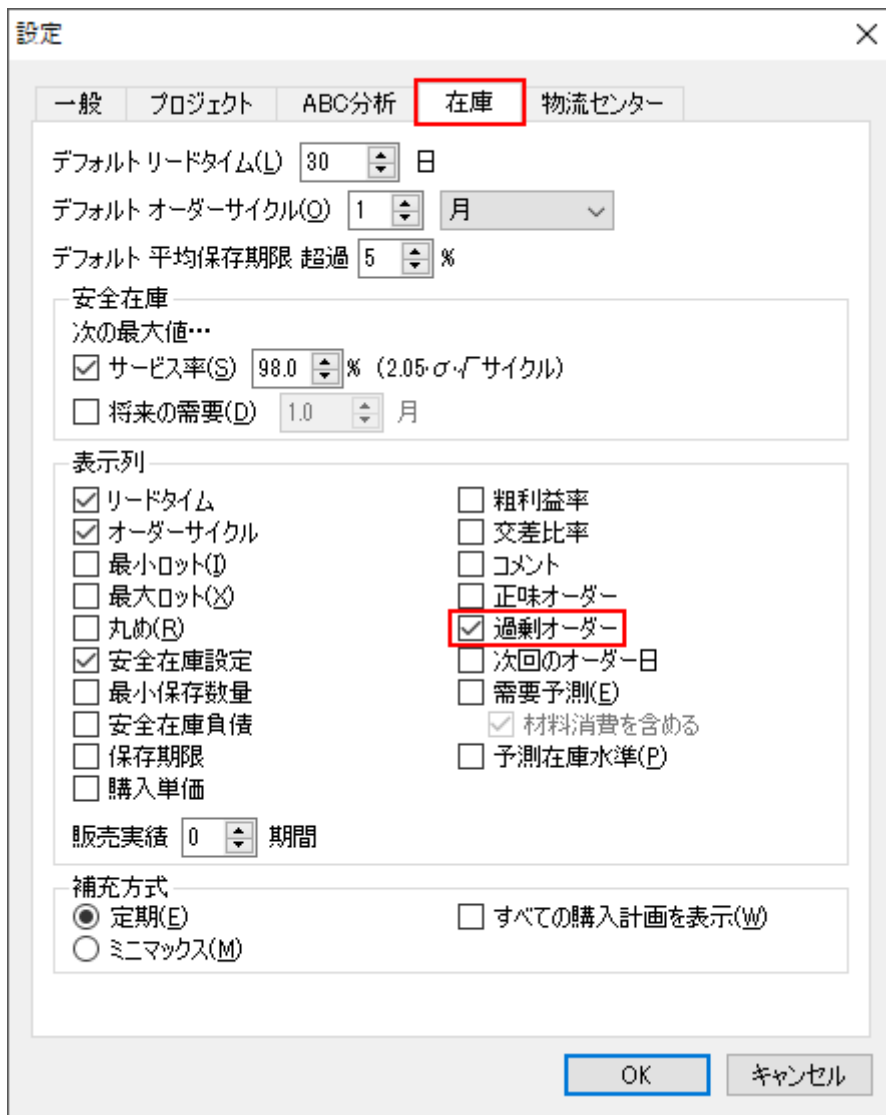 設定
一般 プロジェクト ABC分析 在庫 物流センター
デフォルト リードタイム(L) 30 日
デフォルト オーダーサイクル(O) 1 月
デフォルト 平均保存期限 超過 5 %
安全在庫
次の最大値…
サービス率(S) 98.0 % (2.05·σ·√サイクル)
将来の需要(D) 1.0 月
表示列
リードタイム
オーダーサイクル
最小ロット(I)
最大ロット(X)
丸め(R)
安全在庫設定
最小保存数量
安全在庫負債
保存期限
購入単価
粗利益率
交差比率
コメント
正味オーダー
過剰オーダー
次回のオーダー日
需要予測(E)
材料消費を含める
予測在庫水準(P)
販売実績 0 期間
補充方式
定期(E)
ミニマックス(M)
すべての購入計画を表示(W)
OK キャンセル